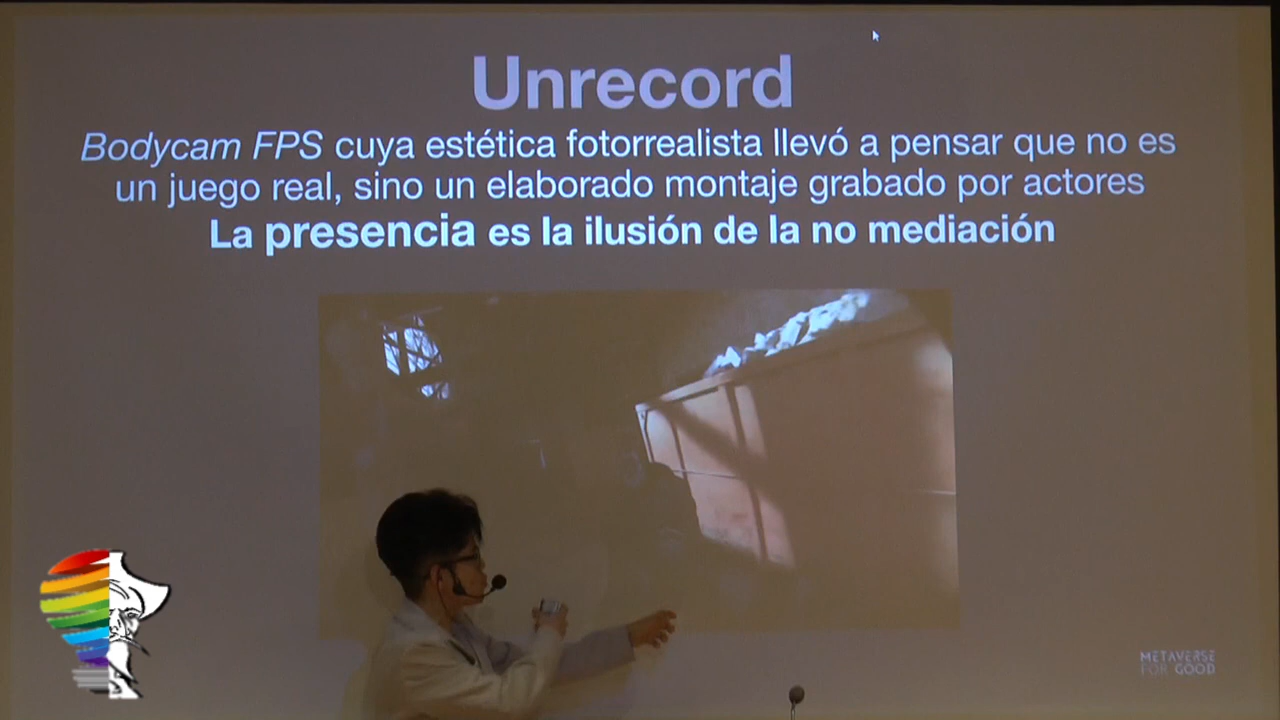 Unrecord
Bodycam FPS cuya estética fotorrealista llevó a pensar que no es
un juego real, sino un elaborado montaje grabado por actores
La presencia es la ilusión de la no mediación
METAVERSE
FOR GOOD